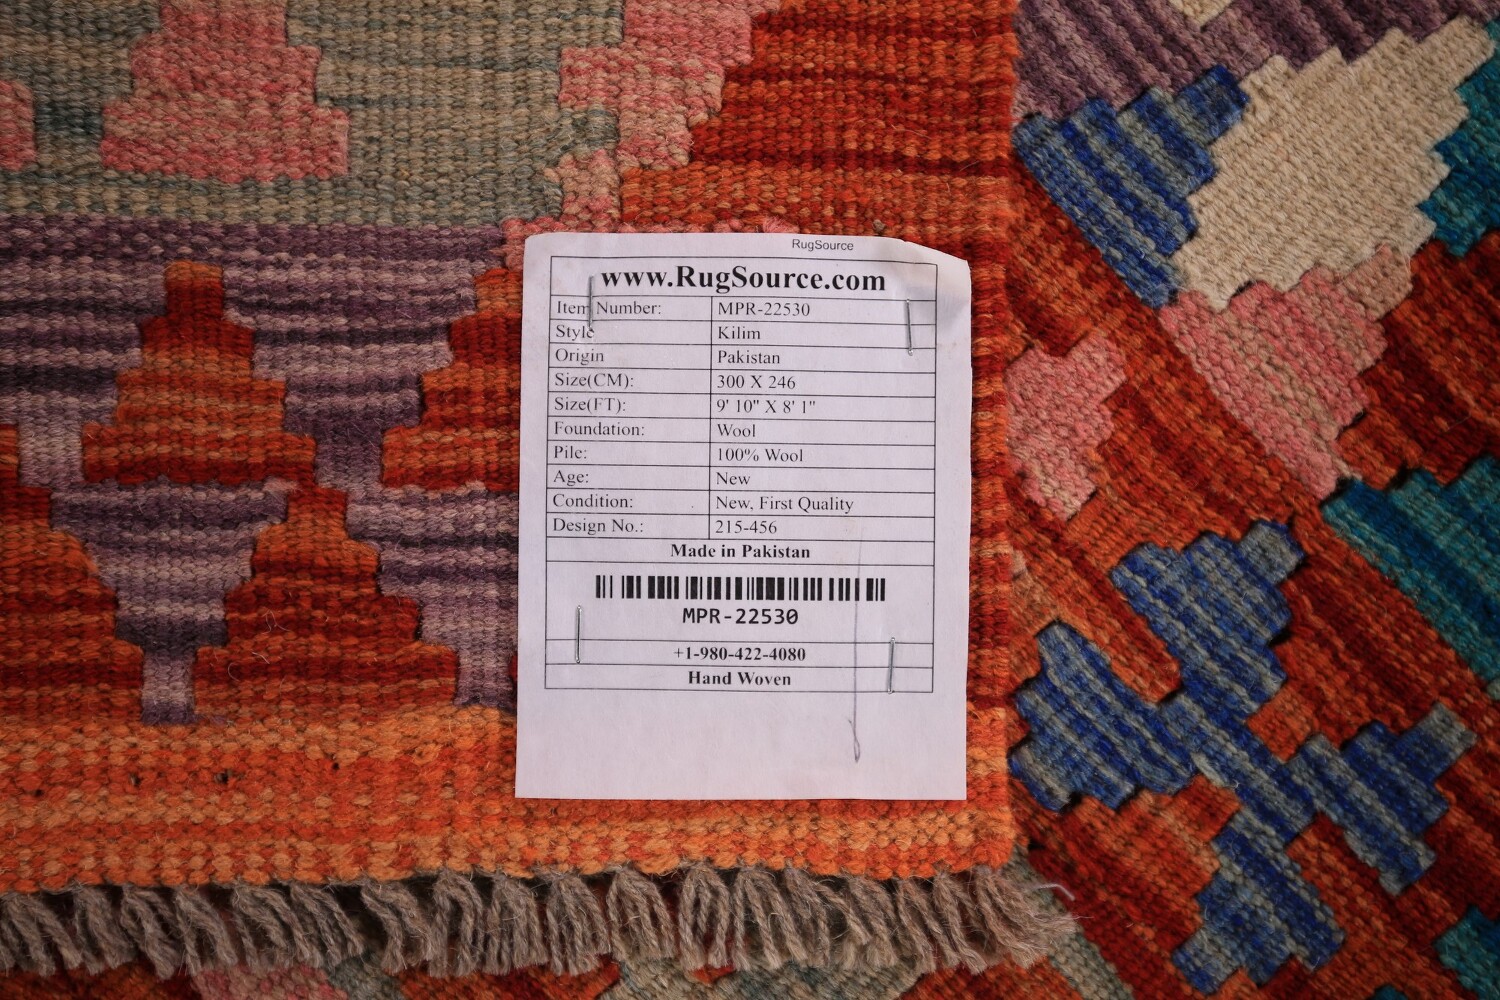 RugSource
www.RugSource.com
Item Number: MPR-22530
Style Kilim
Origin Pakistan
Size(CM): 300 X 246
Size(FT): 9' 10" X 8' 1"
Foundation: Wool
Pile: 100% Wool
Age: New
Condition: New, First Quality
Design No.: 215-456
Made in Pakistan
MPR-22530
+1-980-422-4080
Hand Woven